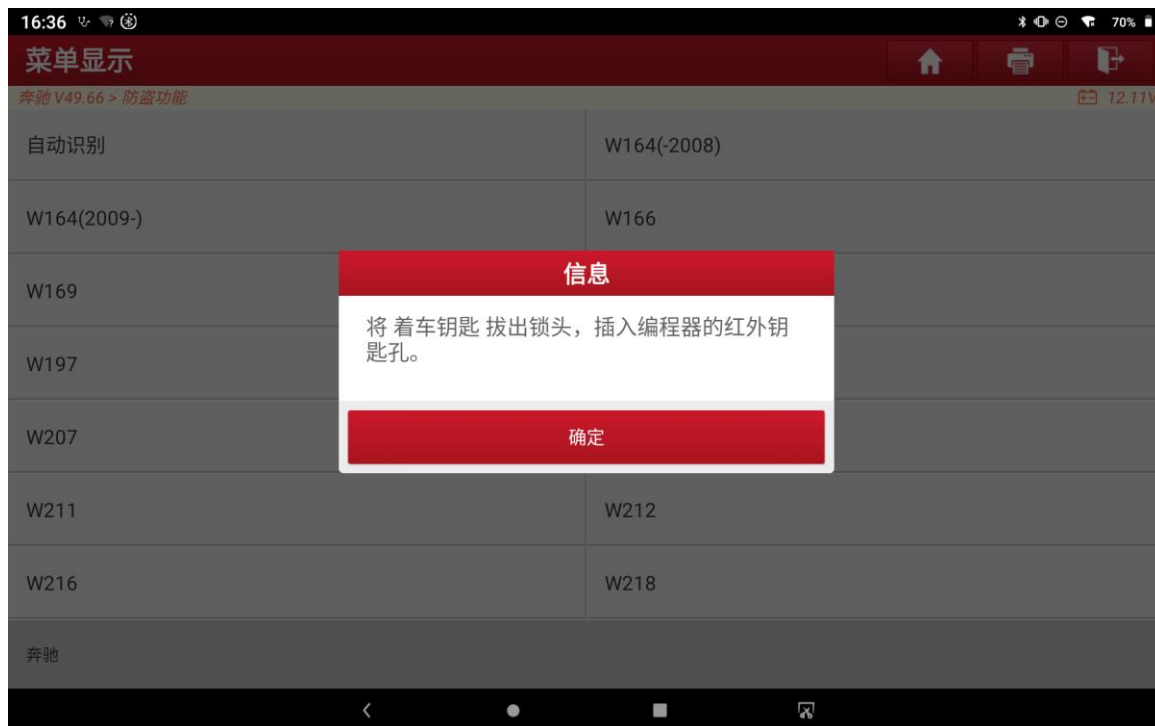 16:36
70%
菜单显示
奔驰 V49.66 > 防盗功能
12.11V
自动识别
W164(-2008)
W164(2009-)
W166
W169
信息
将 着车钥匙 拔出锁头，插入编程器的红外钥
匙孔。
W197
W207
确定
W211
W212
W216
W218
奔驰